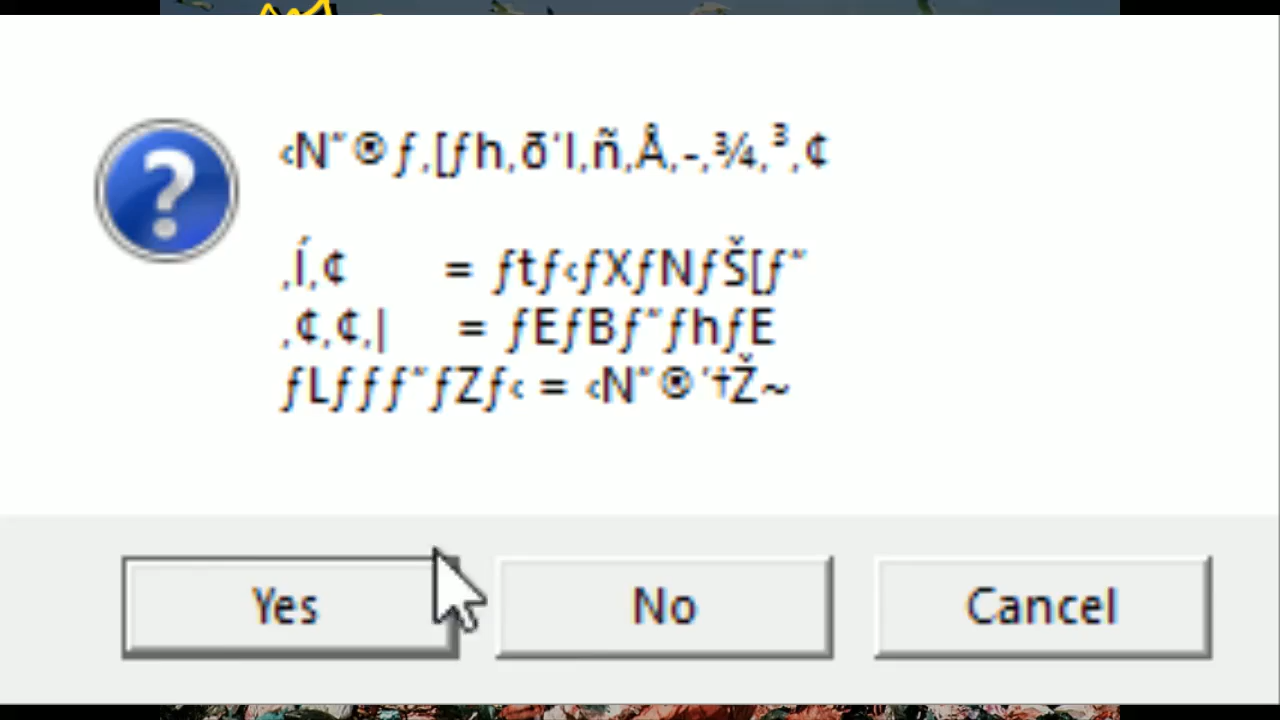 ‹N“®ƒ‚[ƒh‚ð‘I‚ñ‚Å‚­‚¾‚³‚¢
‚Í‚¢ = ƒtƒ‹ƒXƒNƒŠ[ƒ“
‚¢‚¢‚| = ƒEƒBƒ“ƒhƒE
ƒLƒƒƒ“ƒZƒ‹ = ‹N“®’†Ž~
Yes No Cancel